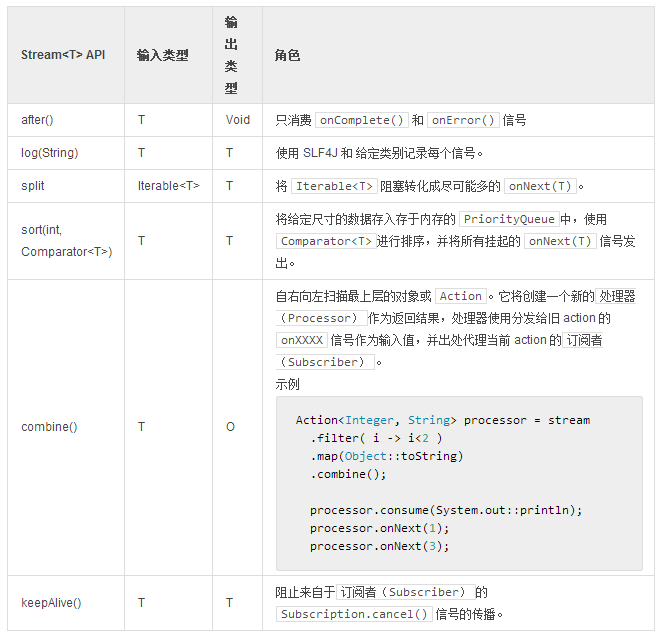 Stream<T> API 输入类型 输出类型 角色
after() T Void 只消费 onComplete() 和 onError() 信号
log(String) T T 使用 SLF4J 和 给定类别记录每个信号。
split Iterable<T> T 将 Iterable<T> 阻塞转化成尽可能多的 onNext(T) 。
sort(int, Comparator<T>) T T 将给定尺寸的数据存入存于内存的 PriorityQueue 中，使用
Comparator<T> 进行排序，并将所有挂起的 onNext(T) 信号发
出。
combine() T O 自右向左扫描最上层的对象或 Action 。它将创建一个新的 处理器
（Processor） 作为返回结果，处理器使用分发给旧 action 的
onXXXX 信号作为输入值，并出处代理当前 action 的 订阅者
（Subscriber） 。
示例
Action<Integer, String> processor = stream
.filter( i -> i<2 )
.map(Object::toString)
.combine();
processor.consume(System.out::println);
processor.onNext(1);
processor.onNext(3);
keepAlive() T T 阻止来自于 订阅者（Subscriber） 的
Subscription.cancel() 信号的传播。